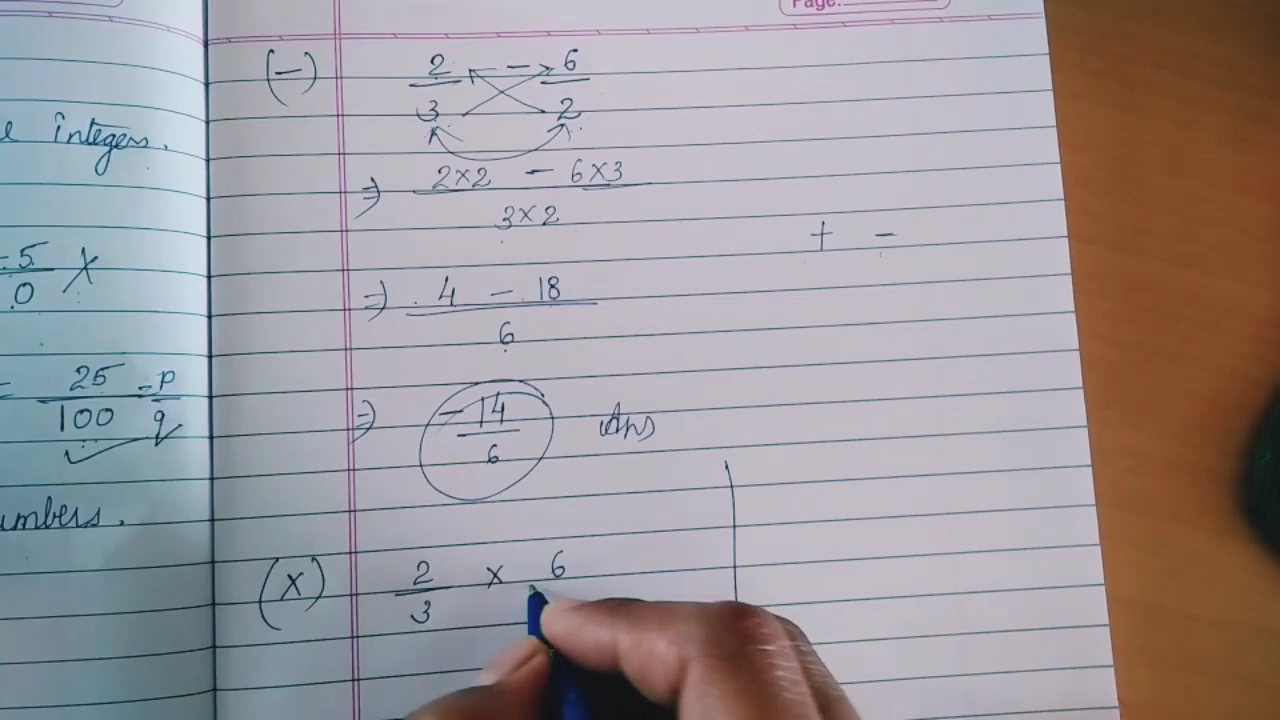 Page:
integers.
-5/0 X
= 25/100 = p/q
umbers.
(-) 2/3 - 6/2
⇒ 2×2 - 6×3 / 3×2
+ -
⇒ 4 - 18 / 6
⇒ -14/6 Ans
(×) 2/3 × 6